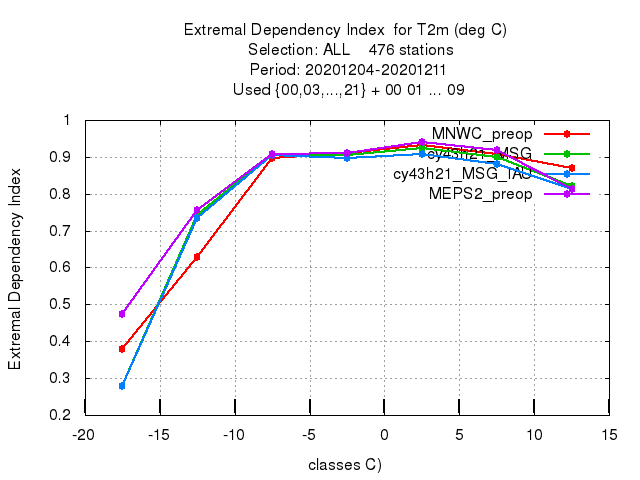 Extremal Dependency Index  for T2m (deg C)
Selection: ALL    476 stations
Period: 20201204-20201211
Used {00,03,...,21} + 00 01 ... 09
Extremal Dependency Index
1
0.9
0.8
0.7
0.6
0.5
0.4
0.3
0.2
MNWC_preop
cy43h21_MSG
cy43h21_MSG_IAS
MEPS2_preop
-20 -15 -10 -5 0 5 10 15
classes C)